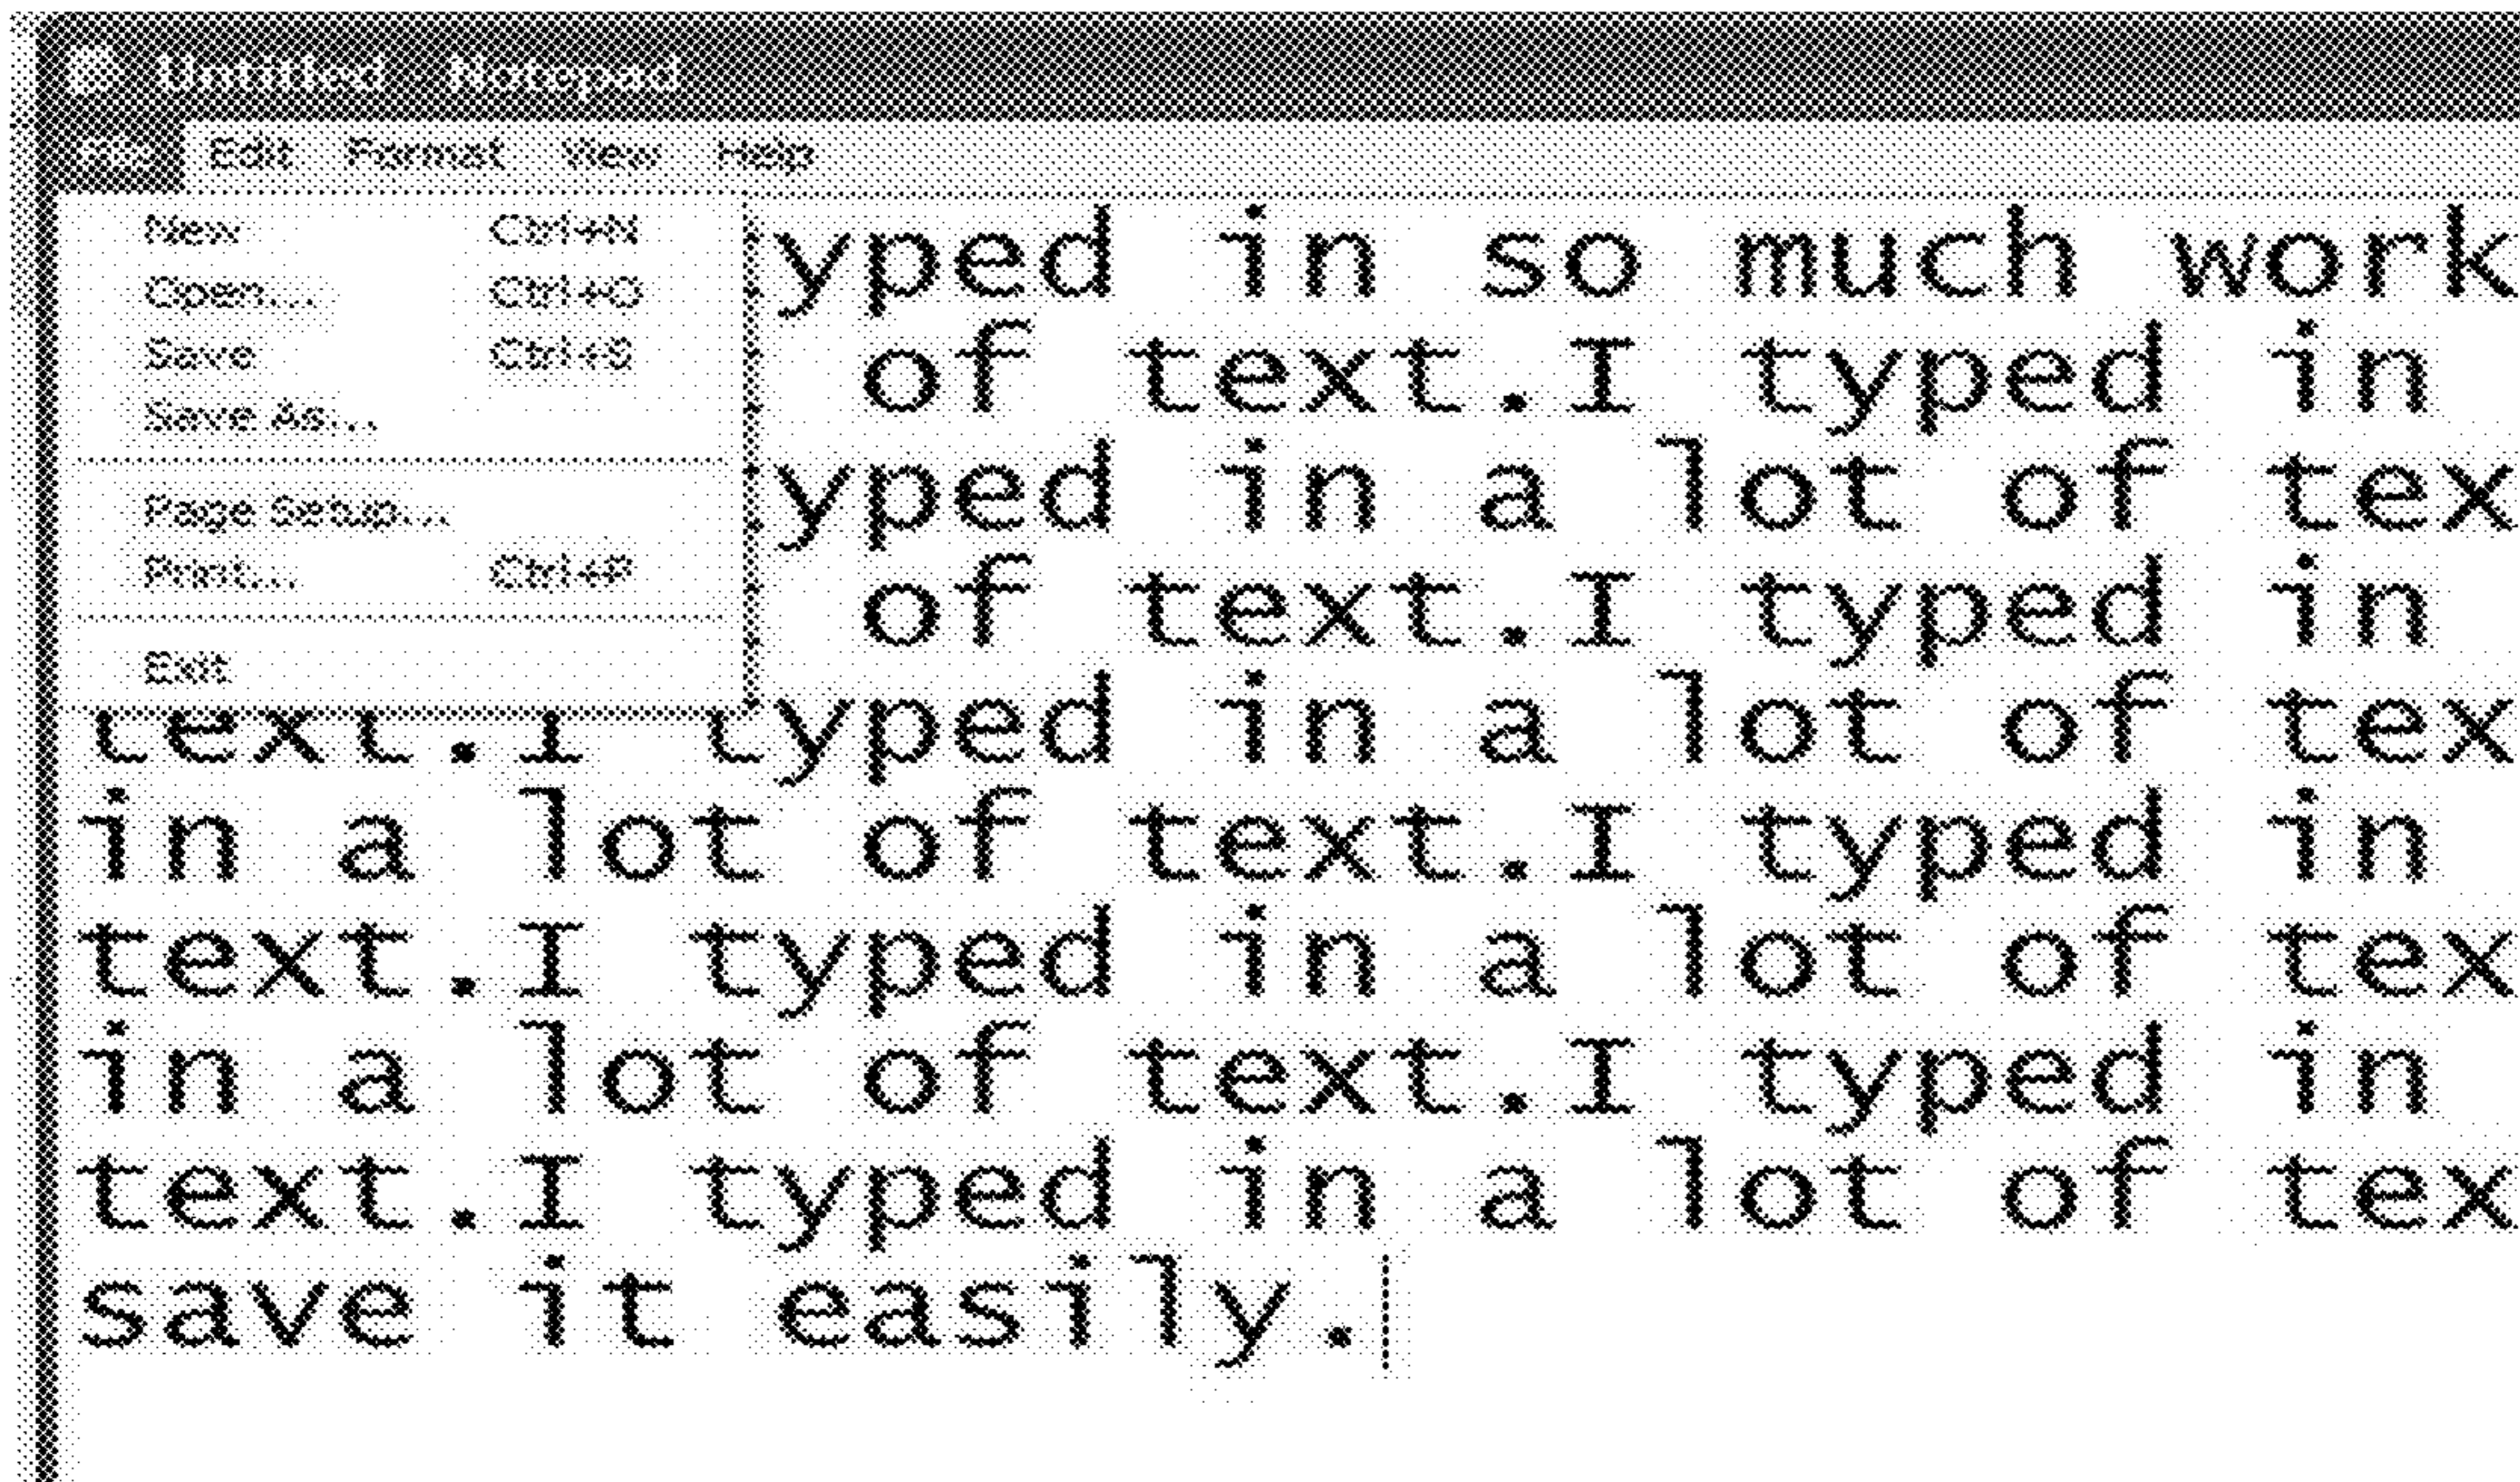 Untitled - Notepad
File Edit Format View Help
New Ctrl+N
Open... Ctrl+O
Save Ctrl+S
Save As...
Page Setup...
Print... Ctrl+P
Exit
yped in so much work
of text.I typed in
yped in a lot of tex
of text.I typed in
text.I typed in a lot of tex
in a lot of text.I typed in
text.I typed in a lot of tex
in a lot of text.I typed in
text.I typed in a lot of tex
save it easily.